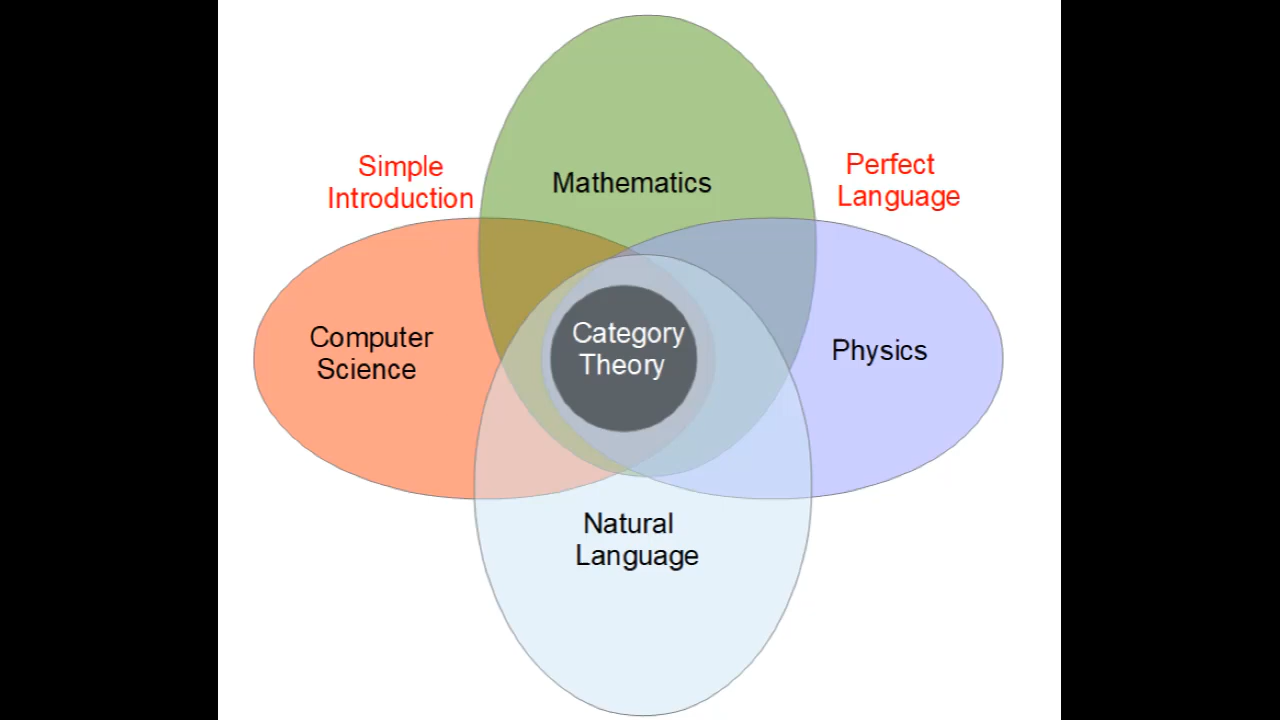 Simple
Introduction
Perfect
Language
Mathematics
Computer
Science
Category
Theory
Physics
Natural
Language